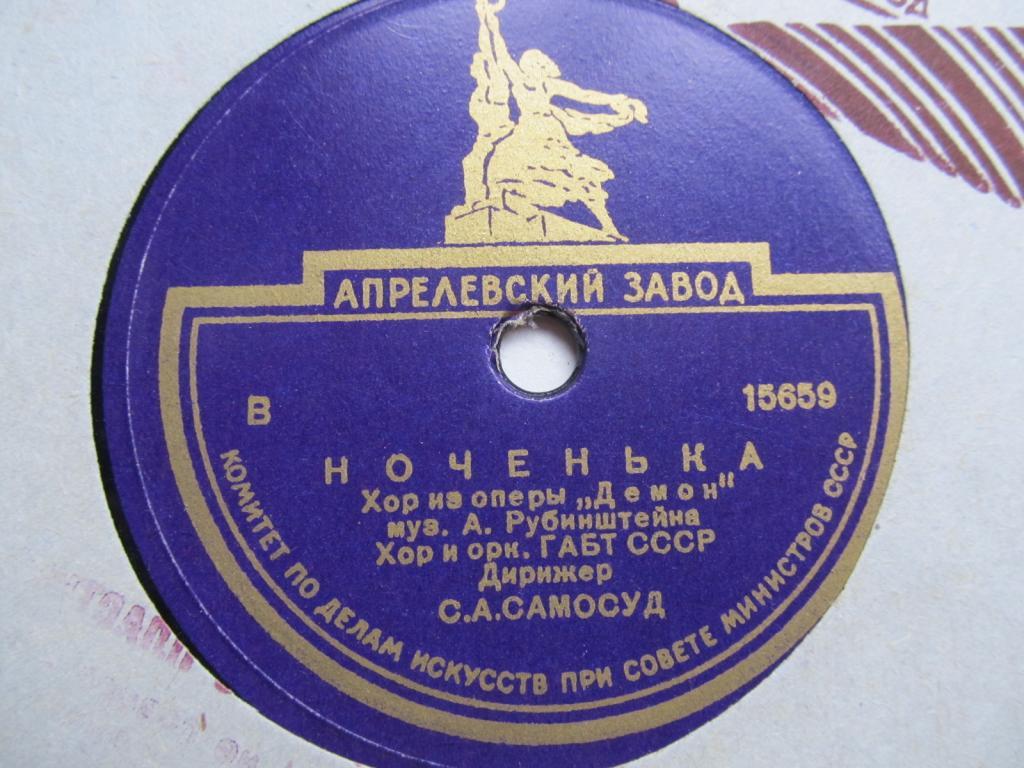 АПРЕЛЕВСКИЙ ЗАВОД
В 15659
НОЧЕНЬКА
Хор из оперы „Демон"
муз. А. Рубинштейна
Хор и орк. ГАБТ СССР
Дирижер
С.А.САМОСУД
КОМИТЕТ ПО ДЕЛАМ ИСКУССТВ ПРИ СОВЕТЕ МИНИСТРОВ СССР